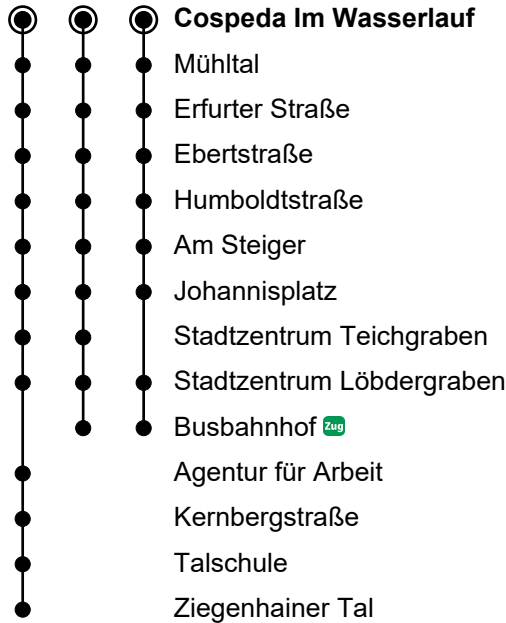 Cospeda Im Wasserlauf
Mühltal
Erfurter Straße
Ebertstraße
Humboldtstraße
Am Steiger
Johannisplatz
Stadtzentrum Teichgraben
Stadtzentrum Löbdergraben
Busbahnhof Zug
Agentur für Arbeit
Kernbergstraße
Talschule
Ziegenhainer Tal